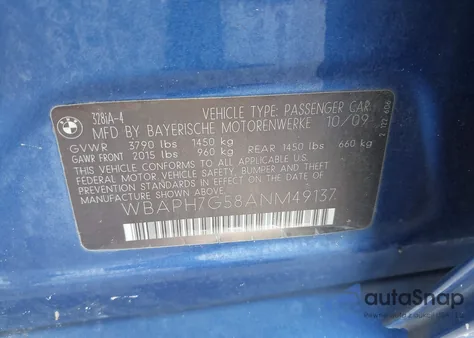 328iA-4
VEHICLE TYPE: PASSENGER CAR
MFD BY BAYERISCHE MOTORENWERKE 10/09
GVWR 3790 lbs 1450 kg
GAWR FRONT 2015 lbs 960 kg REAR 1450 lbs 660 kg
THIS VEHICLE CONFORMS TO ALL APPLICABLE
U.S. FEDERAL MOTOR VEHICLE
SAFETY, BUMPER AND THEFT
PREVENTION STANDARDS IN EFFECT ON THE DATE
OF MANUFACTURE SHOWN ABOVE.
WBAPH7G58ANM49137
autaSnap